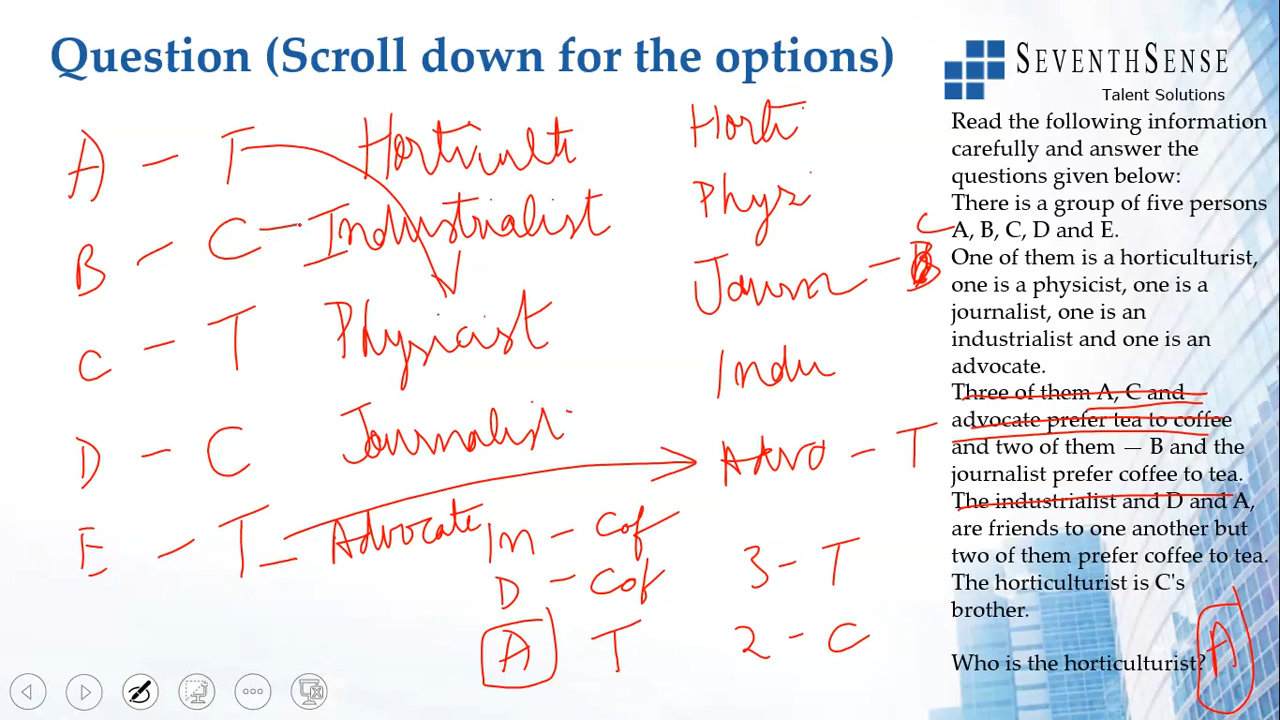 Question (Scroll down for the options)
SEVENTHSENSE
Talent Solutions
A - T Horticulti
B - C - Industrialist
C - T Physicist
D - C Journalist
E - T = Advocate
Horti
Phys
Journ - C
Indu
Advo - T
In - Cof
D - Cof
A T
3 - T
2 - C
Read the following information
carefully and answer the
questions given below:
There is a group of five persons
A, B, C, D and E.
One of them is a horticulturist,
one is a physicist, one is a
journalist, one is an
industrialist and one is an
advocate.
Three of them A, C and
advocate prefer tea to coffee
and two of them — B and the
journalist prefer coffee to tea.
The industrialist and D and A,
are friends to one another but
two of them prefer coffee to tea.
The horticulturist is C's
brother.
Who is the horticulturist?
A